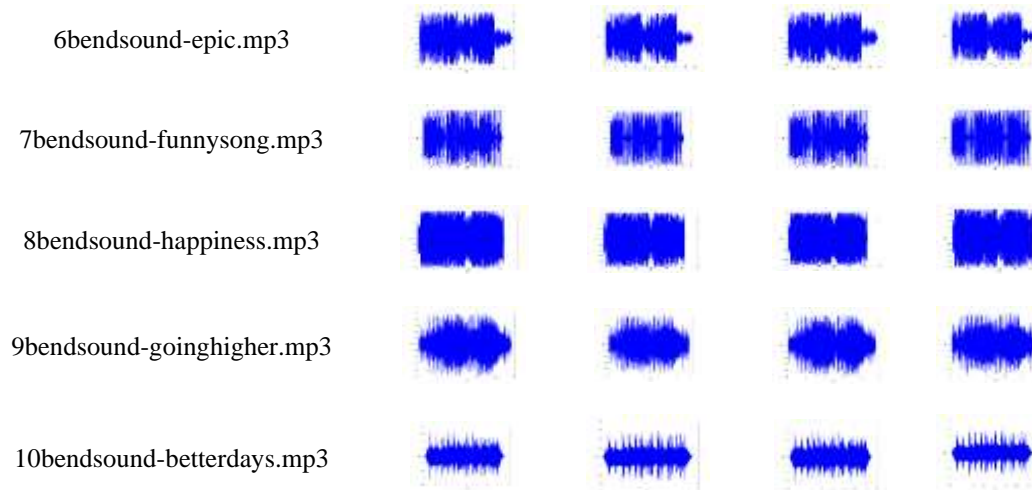 6bendsound-epic.mp3
7bendsound-funnysong.mp3
8bendsound-happiness.mp3
9bendsound-goinghigher.mp3
10bendsound-betterdays.mp3